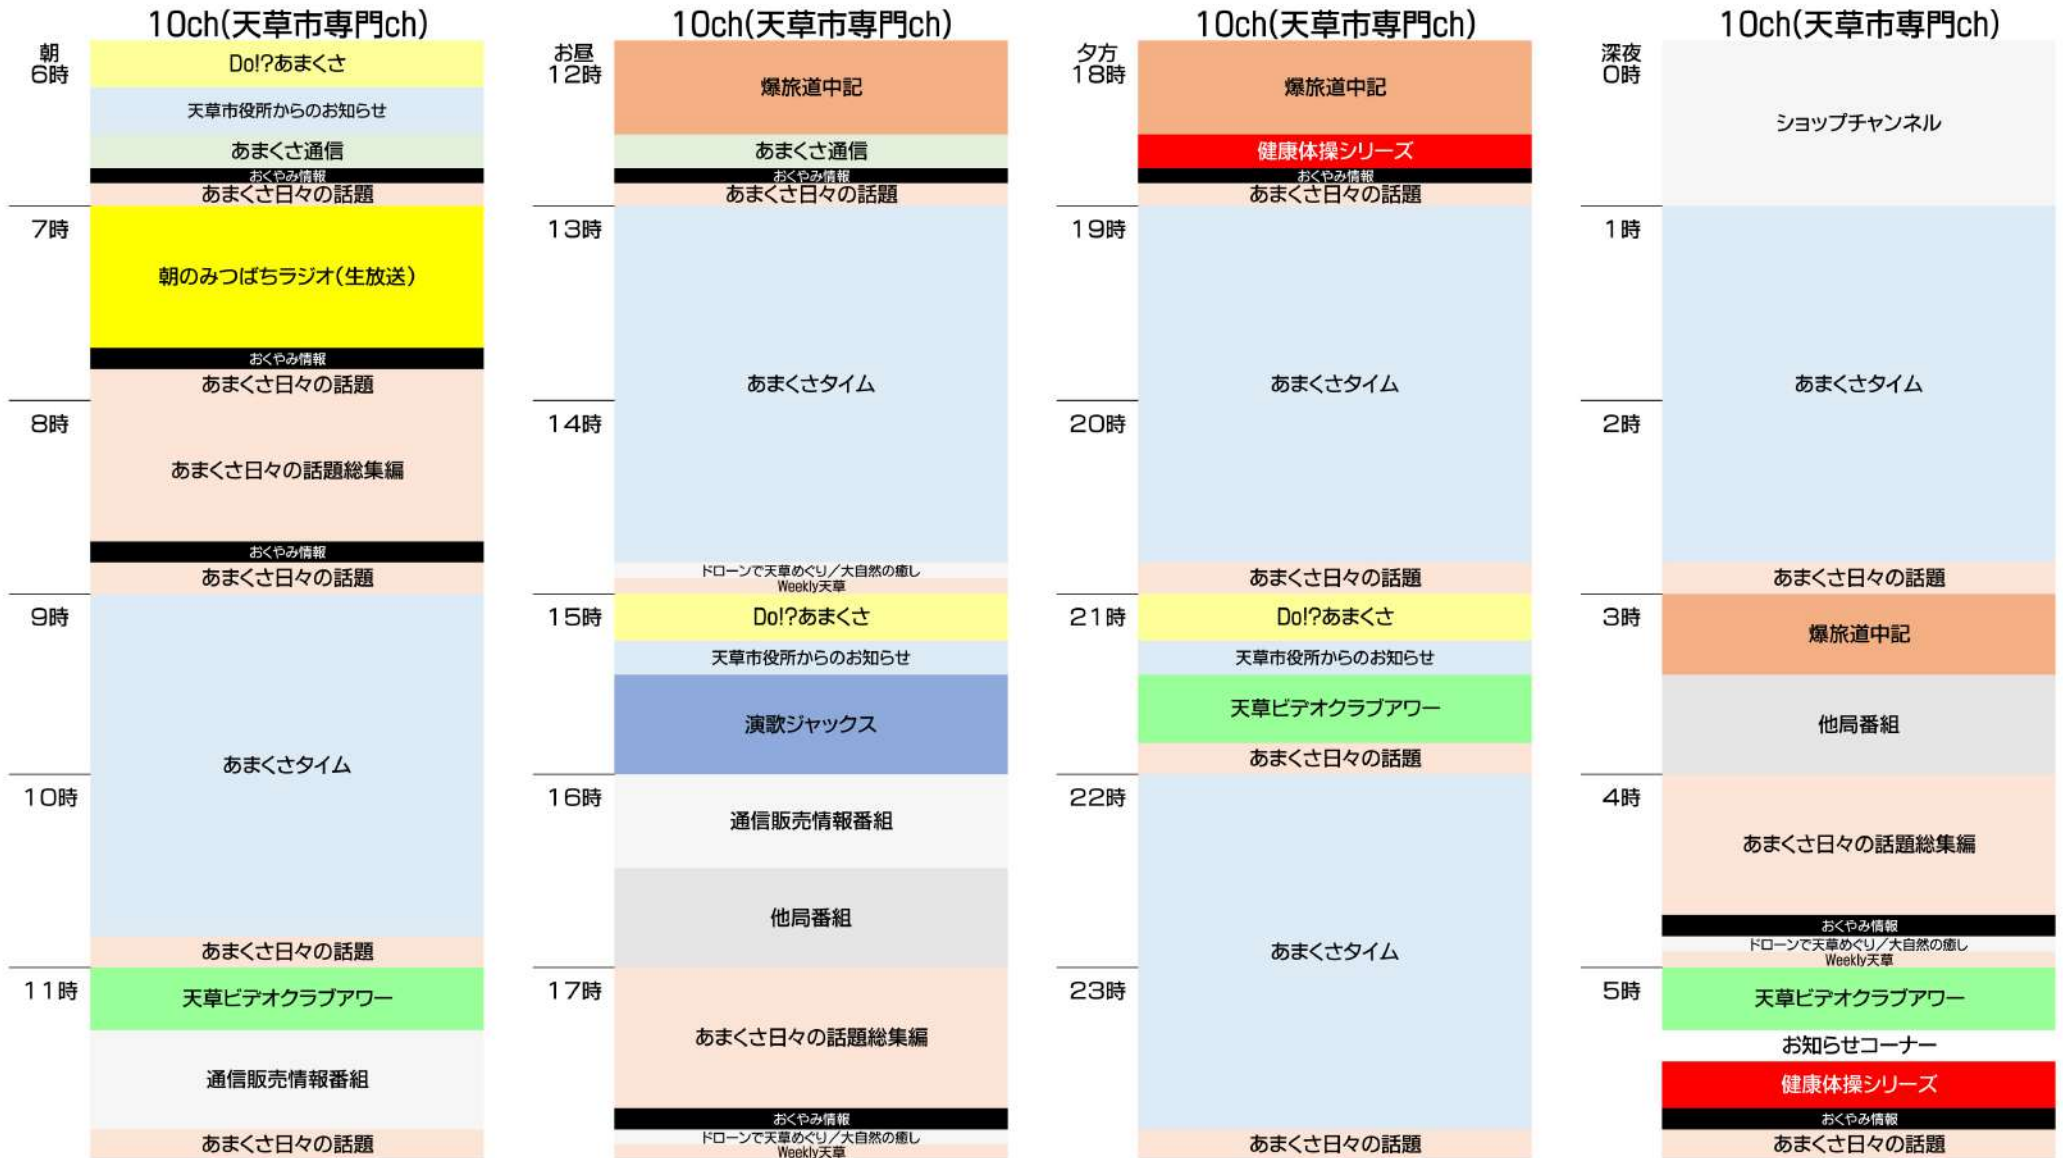 10ch(天草市専門ch)
朝
6時
Do!?あまくさ
天草市役所からのお知らせ
あまくさ通信
おくやみ情報
あまくさ日々の話題
7時
朝のみつばちラジオ(生放送)
おくやみ情報
あまくさ日々の話題
8時
あまくさ日々の話題総集編
おくやみ情報
あまくさ日々の話題
9時
あまくさタイム
10時
あまくさ日々の話題
11時
天草ビデオクラブアワー
通信販売情報番組
あまくさ日々の話題
10ch(天草市専門ch)
お昼
12時
爆旅道中記
あまくさ通信
おくやみ情報
あまくさ日々の話題
13時
あまくさタイム
14時
ドローンで天草めぐり／大自然の癒し
Weekly天草
15時
Do!?あまくさ
天草市役所からのお知らせ
演歌ジャックス
16時
通信販売情報番組
他局番組
17時
あまくさ日々の話題総集編
おくやみ情報
ドローンで天草めぐり／大自然の癒し
Weekly天草
10ch(天草市専門ch)
夕方
18時
爆旅道中記
健康体操シリーズ
おくやみ情報
あまくさ日々の話題
19時
あまくさタイム
20時
あまくさ日々の話題
21時
Do!?あまくさ
天草市役所からのお知らせ
天草ビデオクラブアワー
あまくさ日々の話題
22時
あまくさタイム
23時
あまくさ日々の話題
10ch(天草市専門ch)
深夜
0時
ショップチャンネル
1時
あまくさタイム
2時
あまくさ日々の話題
3時
爆旅道中記
他局番組
4時
あまくさ日々の話題総集編
おくやみ情報
ドローンで天草めぐり／大自然の癒し
Weekly天草
5時
天草ビデオクラブアワー
お知らせコーナー
健康体操シリーズ
おくやみ情報
あまくさ日々の話題